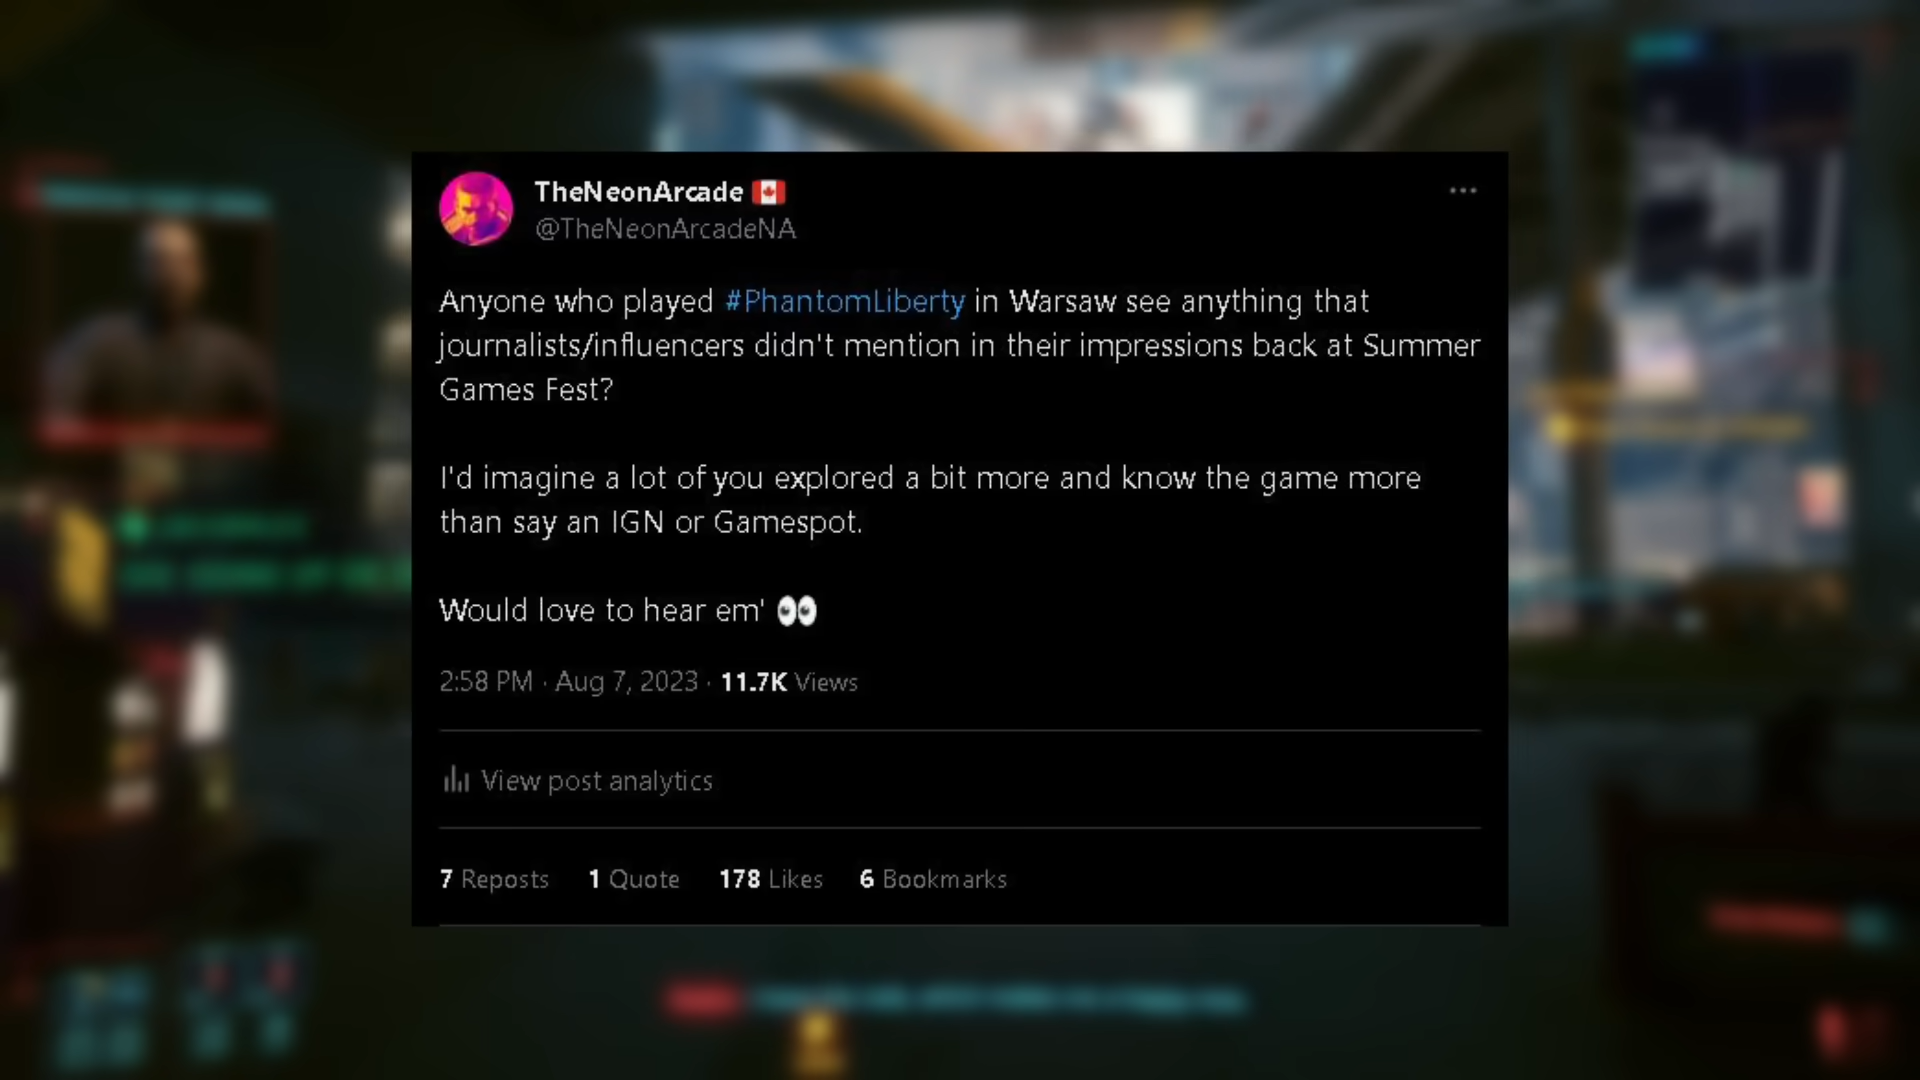 TheNeonArcade 🇨🇦
@TheNeonArcadeNA
Anyone who played #PhantomLiberty in Warsaw see anything that
journalists/influencers didn't mention in their impressions back at Summer
Games Fest?
I'd imagine a lot of you explored a bit more and know the game more
than say an IGN or Gamespot.
Would love to hear em' 👀
2:58 PM · Aug 7, 2023 · 11.7K Views
View post analytics
7 Reposts 1 Quote 178 Likes 6 Bookmarks